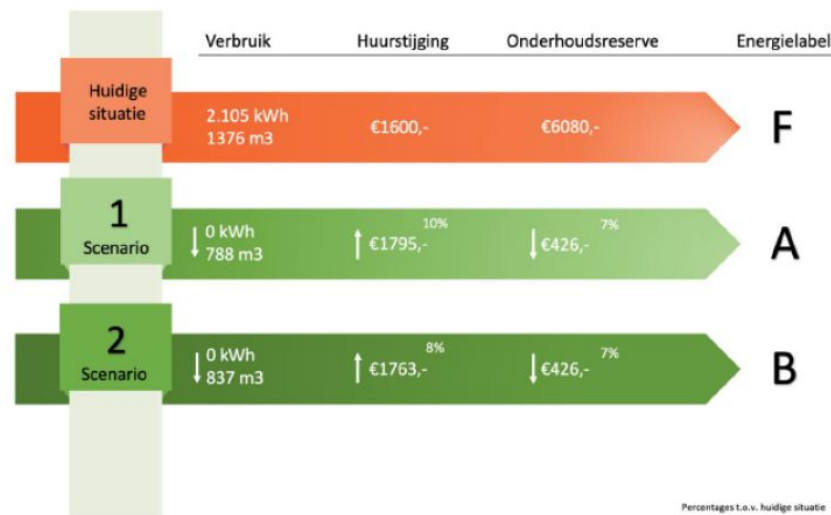 Verbruik Huurstijging Onderhoudsreserve Energielabel
Huidige
situatie
2.105 kWh
1376 m3
€1600,-
€6080,-
F
1
Scenario
0 kWh
788 m3
10%
€1795,-
7%
€426,-
A
2
Scenario
0 kWh
837 m3
8%
€1763,-
7%
€426,-
B
Percentages t.o.v. huidige situatie